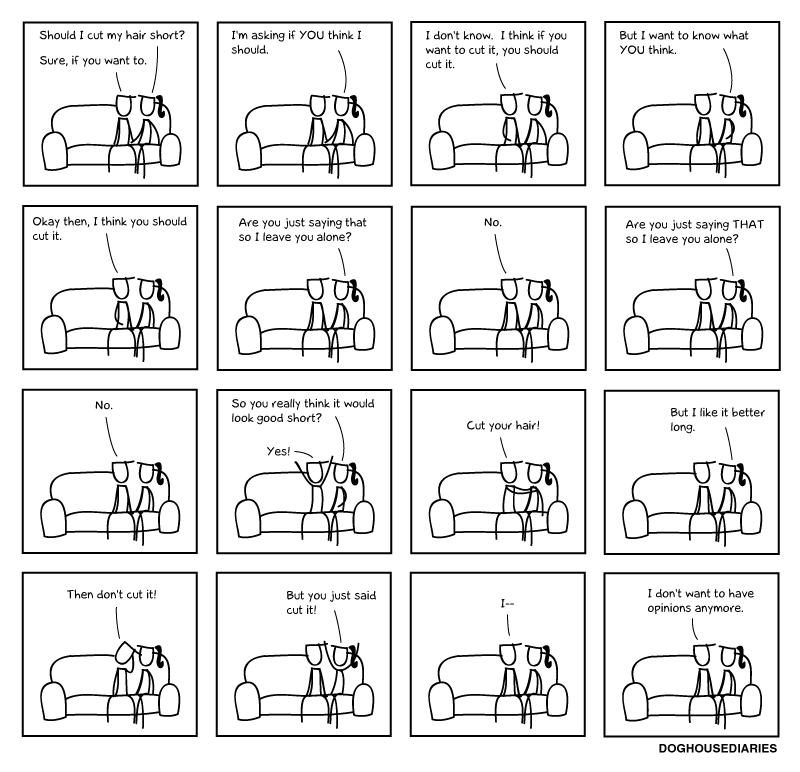 Should I cut my hair short?
Sure, if you want to.
I'm asking if YOU think I
should.
I don't know. I think if you
want to cut it, you should
cut it.
But I want to know what
YOU think.
Okay then, I think you should
cut it.
Are you just saying that
so I leave you alone?
No.
Are you just saying THAT
so I leave you alone?
No.
So you really think it would
look good short?
Yes!
Cut your hair!
But I like it better
long.
Then don't cut it!
But you just said
cut it!
I--
I don't want to have
opinions anymore.
DOGHOUSEDIARIES